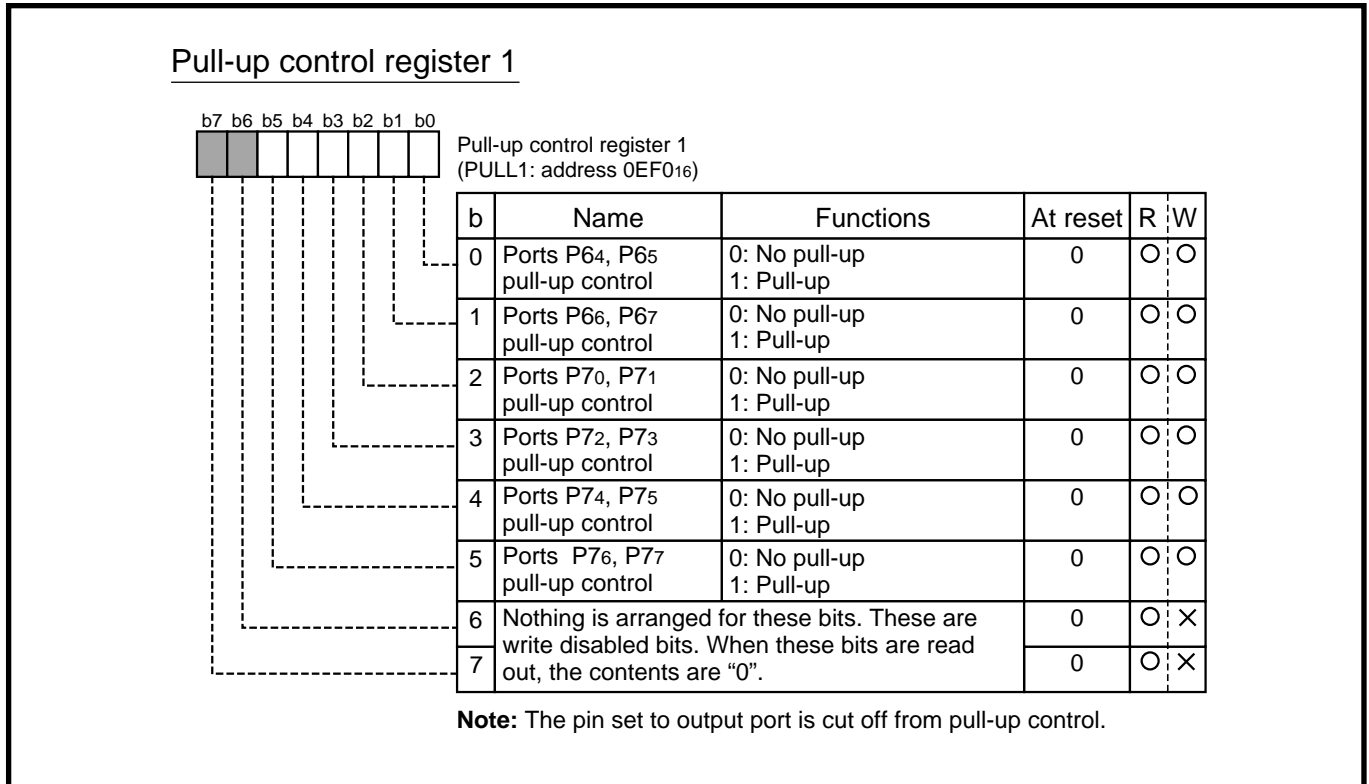 Pull-up control register 1
b7 b6 b5 b4 b3 b2 b1 b0
Pull-up control register 1
(PULL1: address 0EF016)
b Name Functions At reset R W
0 Ports P64, P65 pull-up control 0: No pull-up 1: Pull-up 0 O O
1 Ports P66, P67 pull-up control 0: No pull-up 1: Pull-up 0 O O
2 Ports P70, P71 pull-up control 0: No pull-up 1: Pull-up 0 O O
3 Ports P72, P73 pull-up control 0: No pull-up 1: Pull-up 0 O O
4 Ports P74, P75 pull-up control 0: No pull-up 1: Pull-up 0 O O
5 Ports P76, P77 pull-up control 0: No pull-up 1: Pull-up 0 O O
6 Nothing is arranged for these bits. These are 0 O ×
write disabled bits. When these bits are read
7 out, the contents are “0”. 0 O ×
Note: The pin set to output port is cut off from pull-up control.